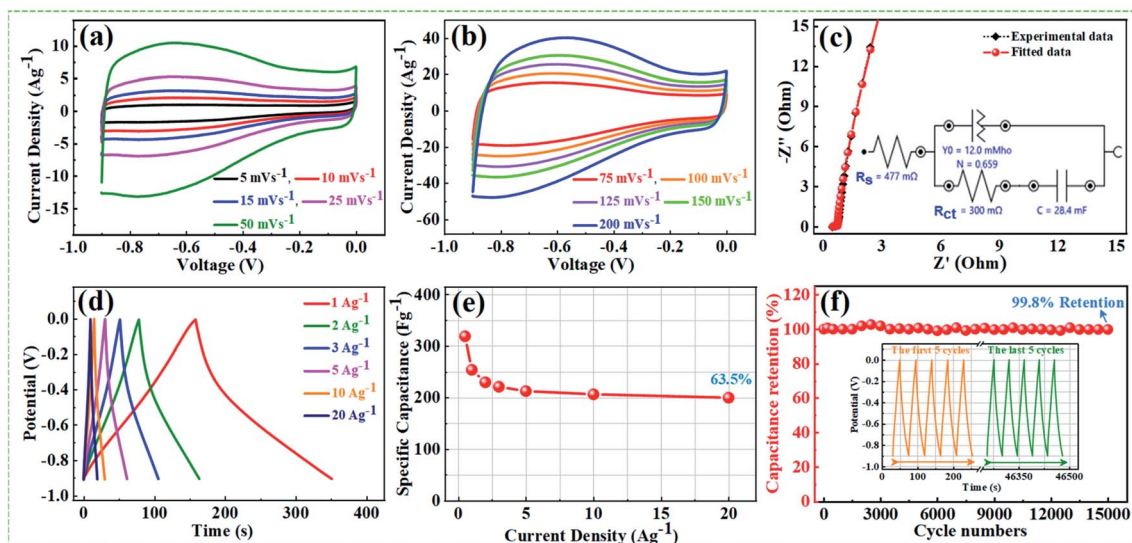 (a)
Current Density (Ag⁻¹)
10
5
0
-5
-10
-15
5 mVs⁻¹, 10 mVs⁻¹
15 mVs⁻¹, 25 mVs⁻¹
50 mVs⁻¹
-1.0 -0.8 -0.6 -0.4 -0.2 0.0
Voltage (V)
(b)
Current Density (Ag⁻¹)
40
20
0
-20
-40
-60
75 mVs⁻¹, 100 mVs⁻¹
125 mVs⁻¹ 150 mVs⁻¹
200 mVs⁻¹
-1.0 -0.8 -0.6 -0.4 -0.2 0.0
Voltage (V)
(c)
-Z'' (Ohm)
15
12
9
6
3
0
Experimental data
Fitted data
Y0 = 12.0 mMho
N = 0.659
Rs = 477 mΩ
Rct = 300 mΩ
C = 28.4 mF
0 3 6 9 12 15
Z' (Ohm)
(d)
Potential (V)
0.0
-0.2
-0.4
-0.6
-0.8
-1.0
1 Ag⁻¹
2 Ag⁻¹
3 Ag⁻¹
5 Ag⁻¹
10 Ag⁻¹
20 Ag⁻¹
0 100 200 300 400
Time (s)
(e)
Specific Capacitance (Fg⁻¹)
400
300
200
100
0
63.5%
0 5 10 15 20
Current Density (Ag⁻¹)
(f)
Capacitance retention (%)
120
100
80
60
40
20
0
99.8% Retention
The first 5 cycles
The last 5 cycles
Potential (V)
0.0
-0.2
-0.4
-0.6
-0.8
-1.0
0 100 200 46350 46500
Time (s)
0 3000 6000 9000 12000 15000
Cycle numbers